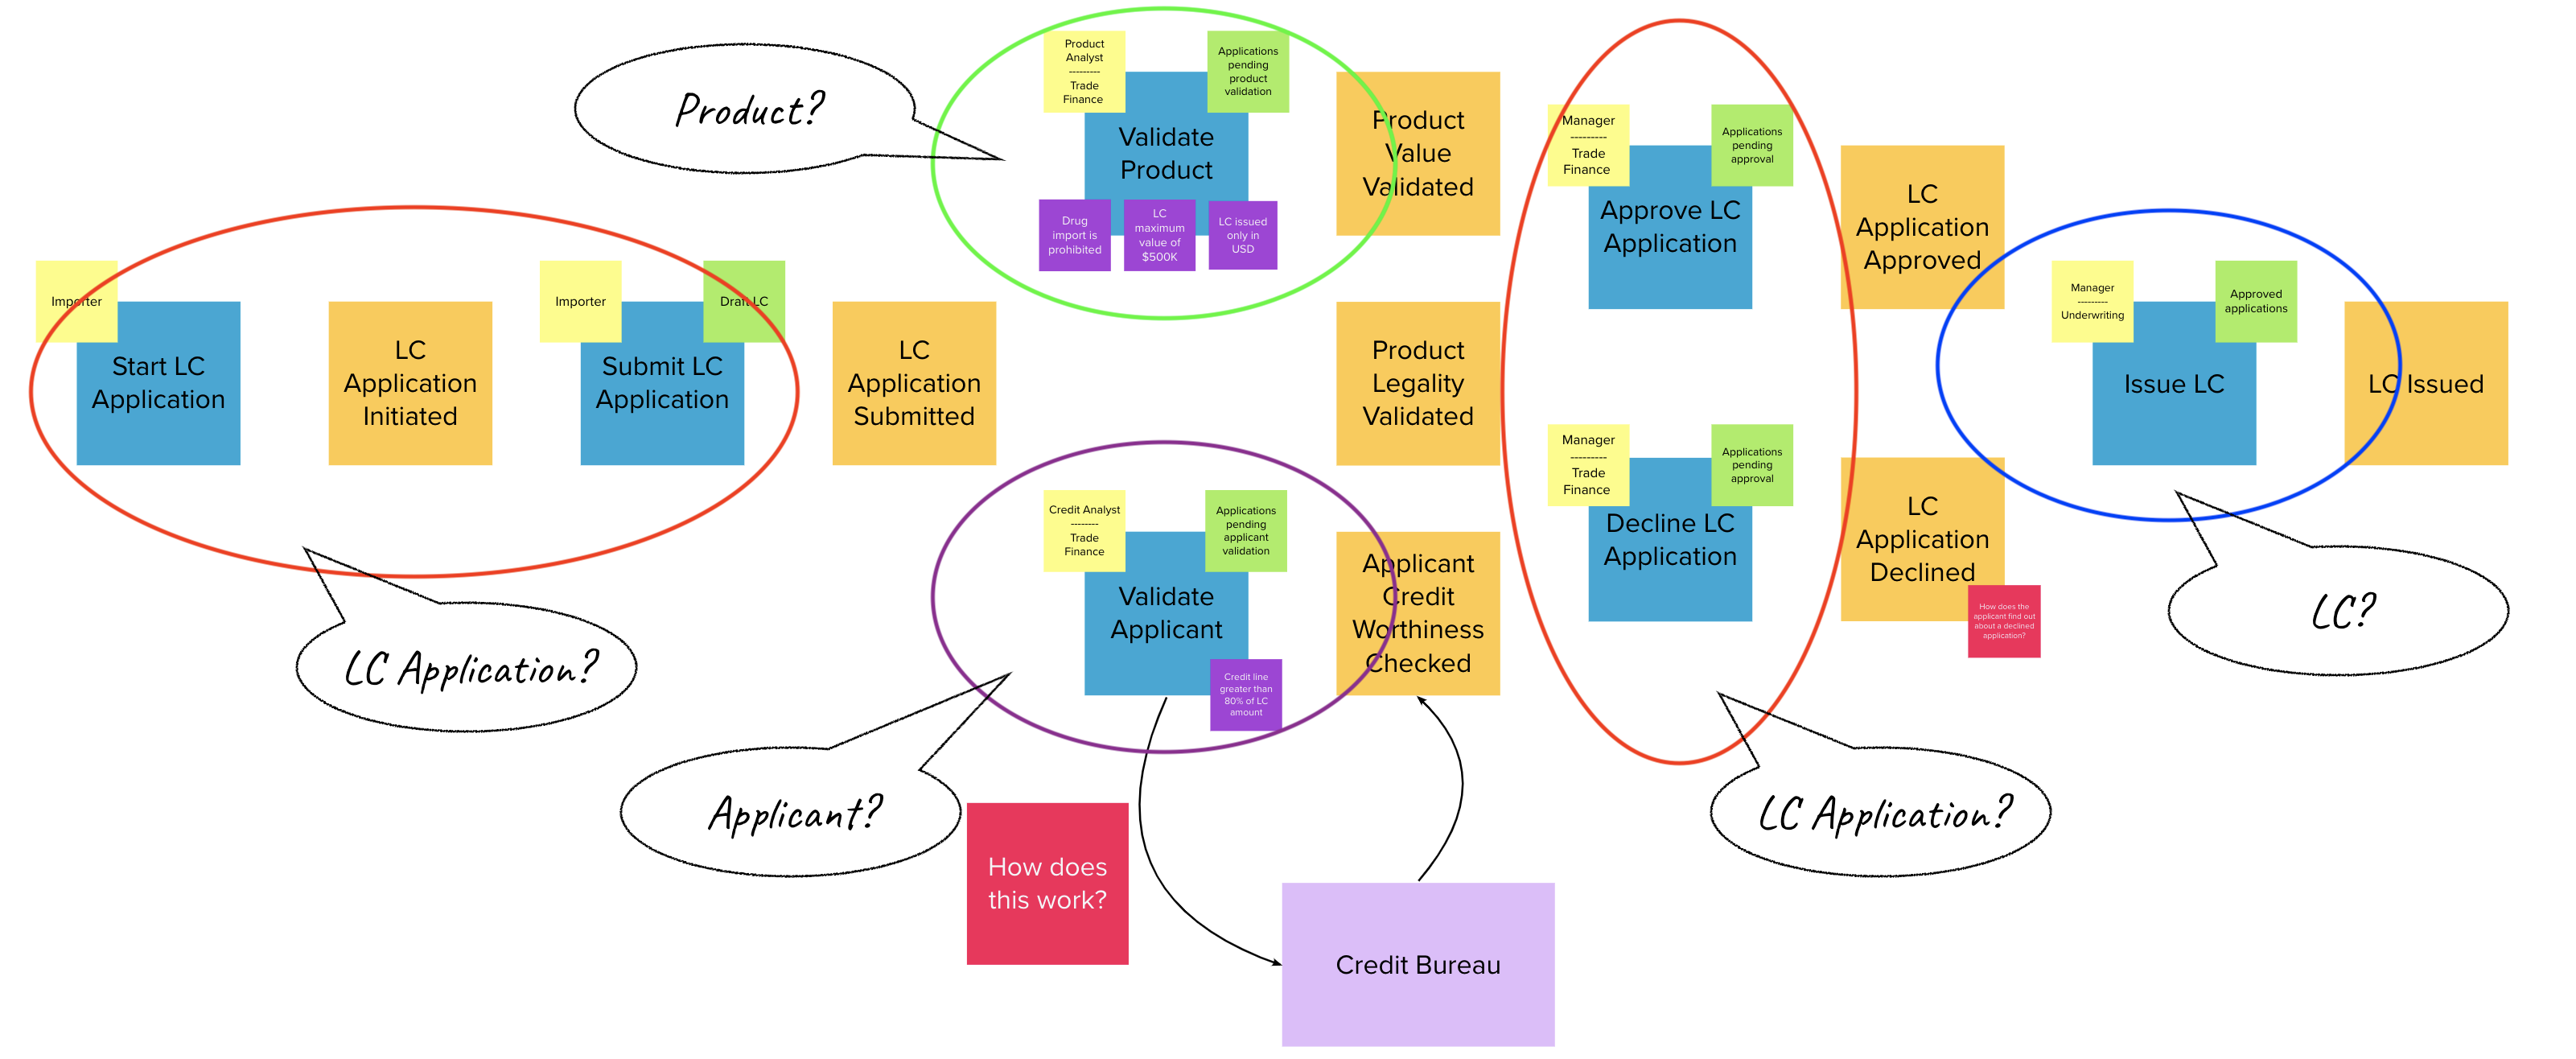 Importer
Start LC
Application
LC
Application
Initiated
Importer
Draft LC
Submit LC
Application
LC
Application
Submitted
LC Application?
Product?
Product
Analyst
---------
Trade
Finance
Applications
pending
product
validation
Validate
Product
Drug
import is
prohibited
LC
maximum
value of
$500K
LC issued
only in
USD
Product
Value
Validated
Product
Legality
Validated
Credit Analyst
--------
Trade
Finance
Applications
pending
applicant
validation
Validate
Applicant
Credit line
greater than
80% of LC
amount
Applicant
Credit
Worthiness
Checked
Applicant?
How does
this work?
Credit Bureau
Manager
---------
Trade
Finance
Applications
pending
approval
Approve LC
Application
LC
Application
Approved
Manager
---------
Trade
Finance
Applications
pending
approval
Decline LC
Application
LC
Application
Declined
How does the
applicant find out
about a declined
application?
LC Application?
Manager
---------
Underwriting
Approved
applications
Issue LC
LC Issued
LC?